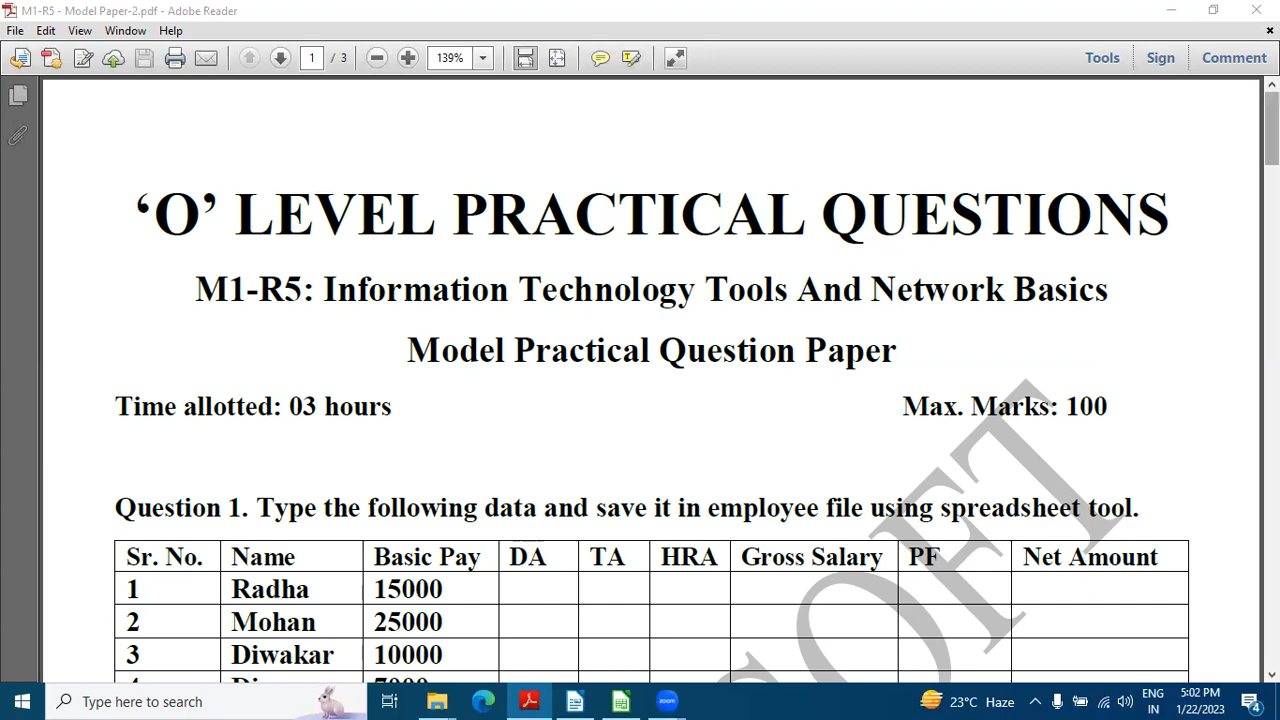 M1-R5 - Model Paper-2.pdf - Adobe Reader
File Edit View Window Help
1 / 3 139% Tools Sign Comment
‘O’ LEVEL PRACTICAL QUESTIONS
M1-R5: Information Technology Tools And Network Basics
Model Practical Question Paper
Time allotted: 03 hours Max. Marks: 100
Question 1. Type the following data and save it in employee file using spreadsheet tool.
Sr. No. Name Basic Pay DA TA HRA Gross Salary PF Net Amount
1 Radha 15000
2 Mohan 25000
3 Diwakar 10000
SOFT
Type here to search zoom 23°C Haze ENG IN 5:02 PM 1/22/2023 4